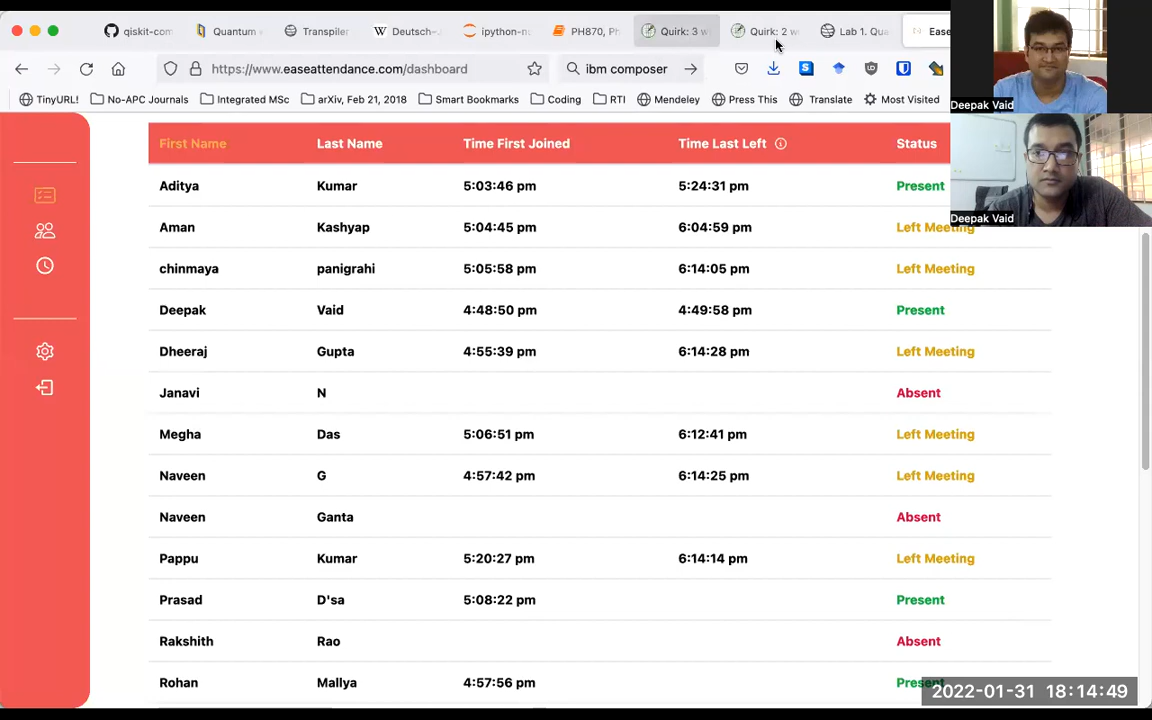 qiskit-com
Quantum
Transpiler
Deutsch-
ipython-n
PH870, Ph
Quirk: 3 w
Quirk: 2 w
Lab 1. Qua
Ease
https://www.easeattendance.com/dashboard
ibm composer
TinyURL!
No-APC Journals
Integrated MSc
arXiv, Feb 21, 2018
Smart Bookmarks
Coding
RTI
Mendeley
Press This
Translate
Most Visited
Deepak Vaid
Deepak Vaid
First Name Last Name Time First Joined Time Last Left Status
Aditya Kumar 5:03:46 pm 5:24:31 pm Present
Aman Kashyap 5:04:45 pm 6:04:59 pm Left Meeting
chinmaya panigrahi 5:05:58 pm 6:14:05 pm Left Meeting
Deepak Vaid 4:48:50 pm 4:49:58 pm Present
Dheeraj Gupta 4:55:39 pm 6:14:28 pm Left Meeting
Janavi N Absent
Megha Das 5:06:51 pm 6:12:41 pm Left Meeting
Naveen G 4:57:42 pm 6:14:25 pm Left Meeting
Naveen Ganta Absent
Pappu Kumar 5:20:27 pm 6:14:14 pm Left Meeting
Prasad D'sa 5:08:22 pm Present
Rakshith Rao Absent
Rohan Mallya 4:57:56 pm Present
2022-01-31 18:14:49